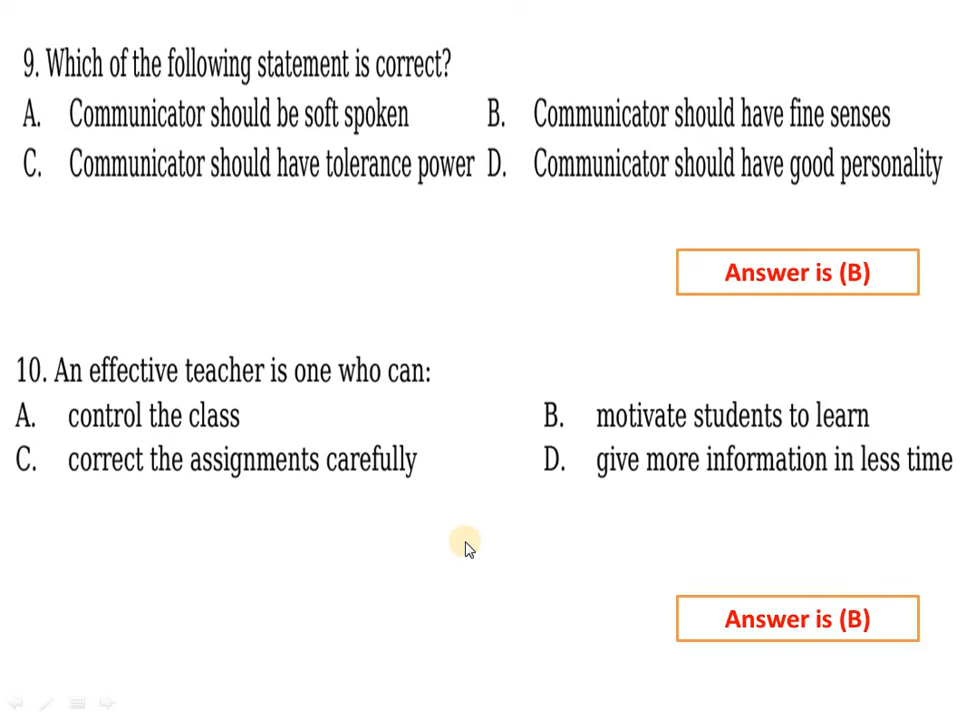 9. Which of the following statement is correct?
A. Communicator should be soft spoken B. Communicator should have fine senses
C. Communicator should have tolerance power D. Communicator should have good personality
Answer is (B)
10. An effective teacher is one who can:
A. control the class B. motivate students to learn
C. correct the assignments carefully D. give more information in less time
Answer is (B)